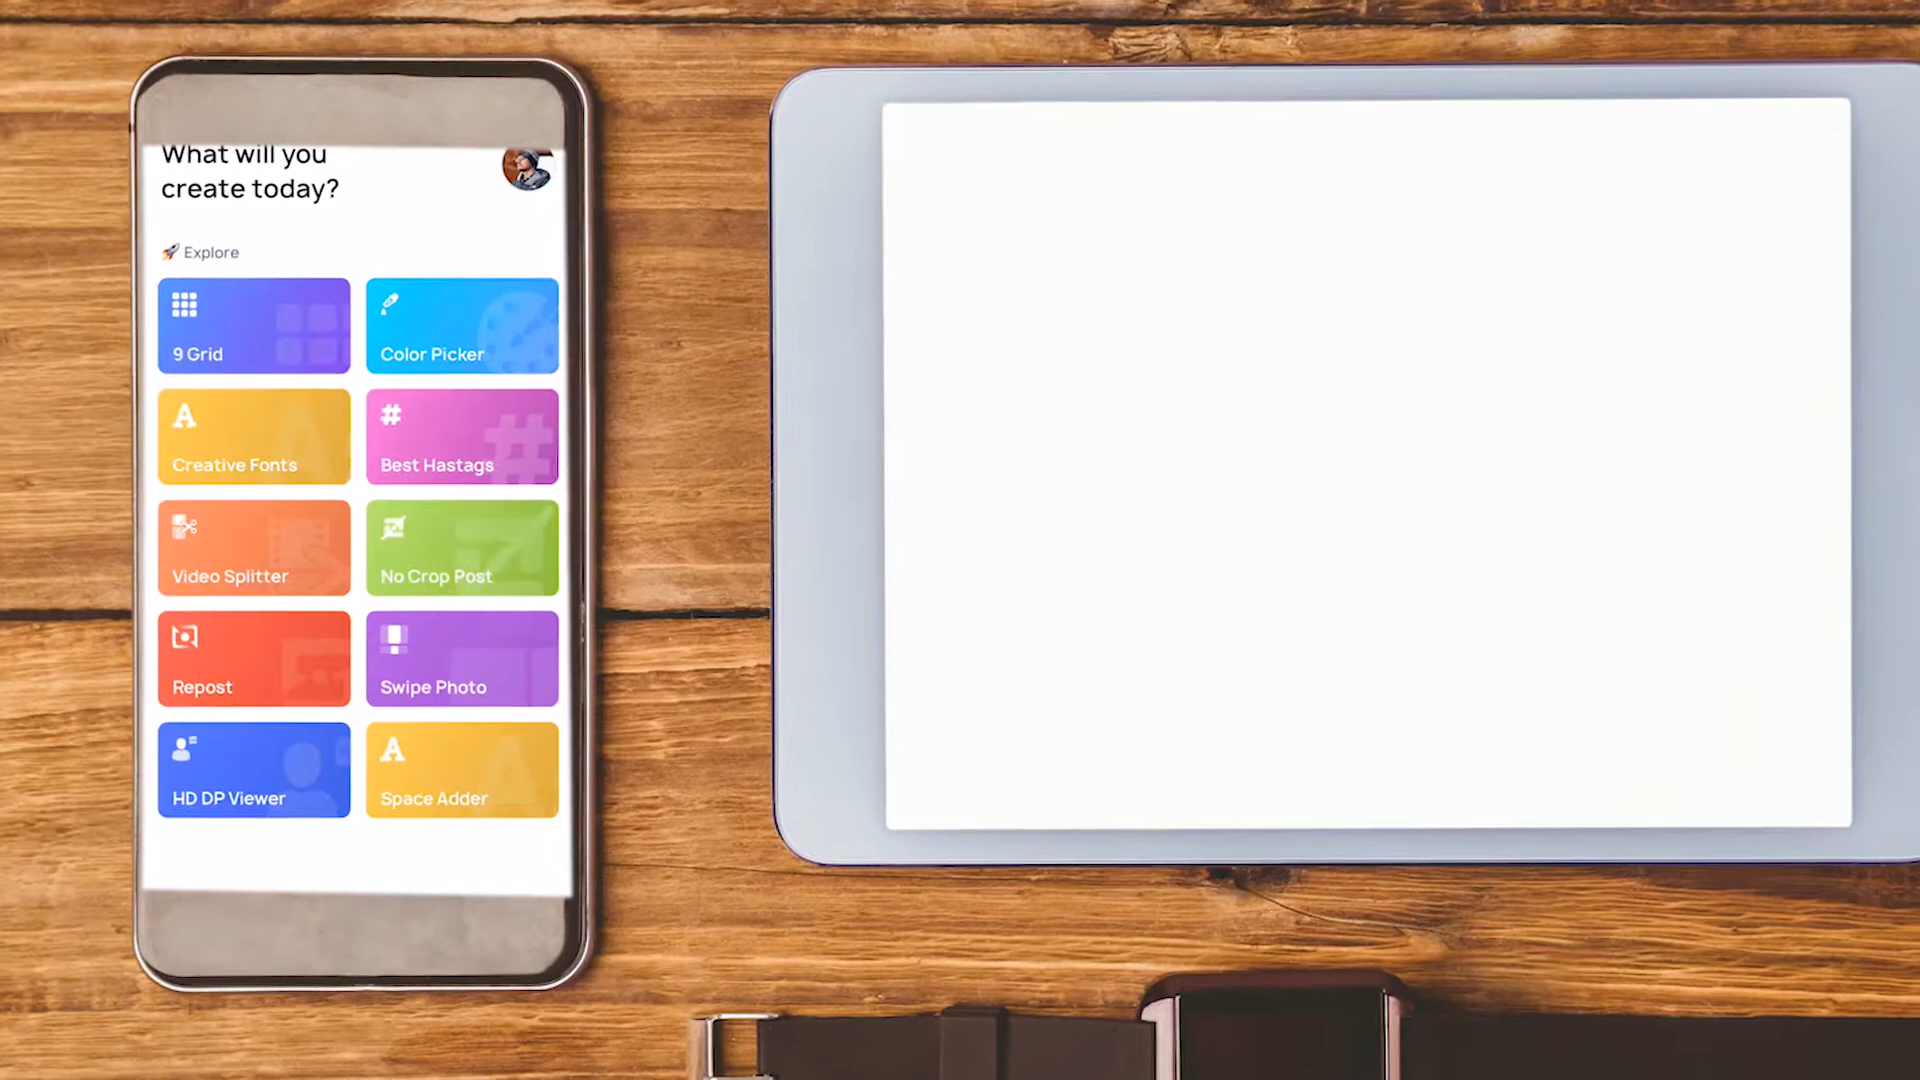 What will you
create today?
🚀 Explore
9 Grid
Color Picker
Creative Fonts
Best Hastags
Video Splitter
No Crop Post
Repost
Swipe Photo
HD DP Viewer
Space Adder